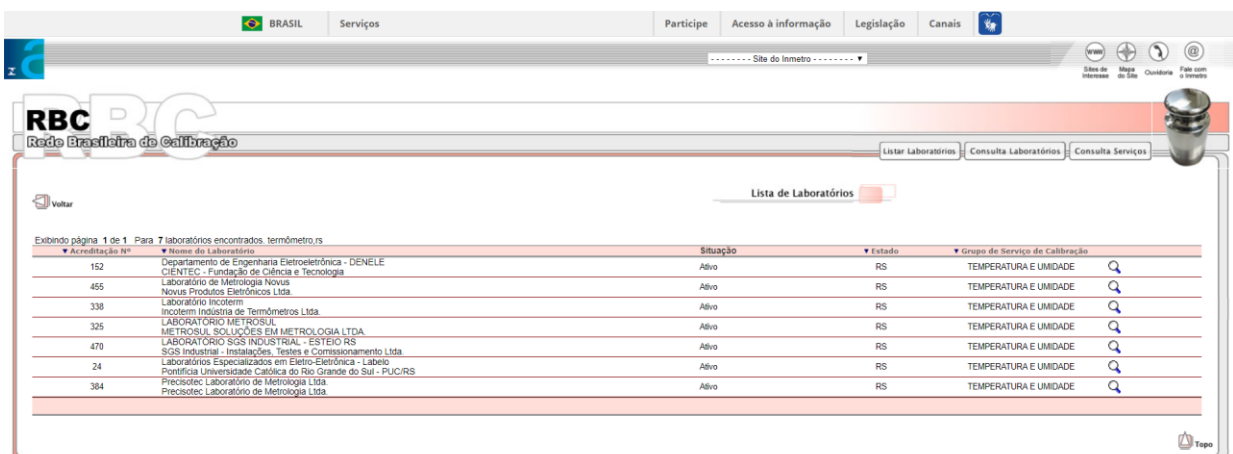 BRASIL Serviços Participe Acesso à informação Legislação Canais
- - - - - - - - Site do Inmetro - - - - - - - - ▼
www @
Sites de Interesse Mapa do Site Ouvidoria Fale com o Inmetro
RBC
Rede Brasileira de Calibração
Listar Laboratórios Consulta Laboratórios Consulta Serviços
Lista de Laboratórios
Voltar
Exibindo página 1 de 1 Para 7 laboratórios encontrados. termômetro,rs
▼ Acreditação Nº ▼ Nome do Laboratório Situação ▼ Estado ▼ Grupo de Serviço de Calibração
152 Departamento de Engenharia Eletroeletrônica - DENELE Ativo RS TEMPERATURA E UMIDADE
CIENTEC - Fundação de Ciência e Tecnologia
455 Laboratório de Metrologia Novus Ativo RS TEMPERATURA E UMIDADE
Novus Produtos Eletrônicos Ltda.
338 Laboratório Incoterm Ativo RS TEMPERATURA E UMIDADE
Incoterm Indústria de Termômetros Ltda.
325 LABORATÓRIO METROSUL Ativo RS TEMPERATURA E UMIDADE
METROSUL SOLUÇÕES EM METROLOGIA LTDA.
470 LABORATÓRIO SGS INDUSTRIAL - ESTEIO RS Ativo RS TEMPERATURA E UMIDADE
SGS Industrial - Instalações, Testes e Comissionamento Ltda.
24 Laboratórios Especializados em Eletro-Eletrônica - Labelo Ativo RS TEMPERATURA E UMIDADE
Pontifícia Universidade Católica do Rio Grande do Sul - PUC/RS
384 Precisotec Laboratório de Metrologia Ltda. Ativo RS TEMPERATURA E UMIDADE
Precisotec Laboratório de Metrologia Ltda.
Topo